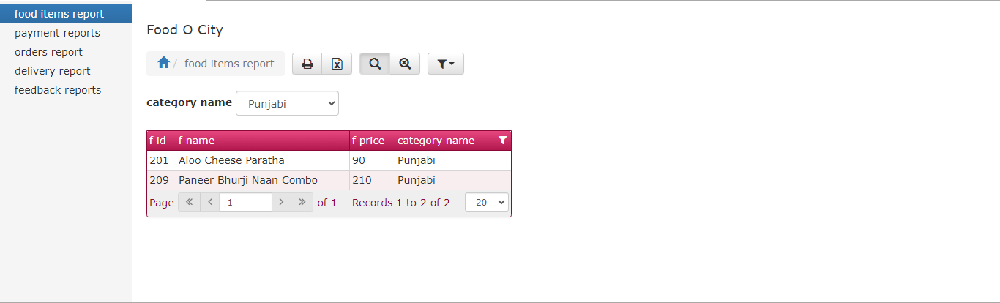 food items report
payment reports
orders report
delivery report
feedback reports
Food O City
/ food items report
category name Punjabi
f id f name f price category name
201 Aloo Cheese Paratha 90 Punjabi
209 Paneer Bhurji Naan Combo 210 Punjabi
Page « < 1 > » of 1 Records 1 to 2 of 2 20